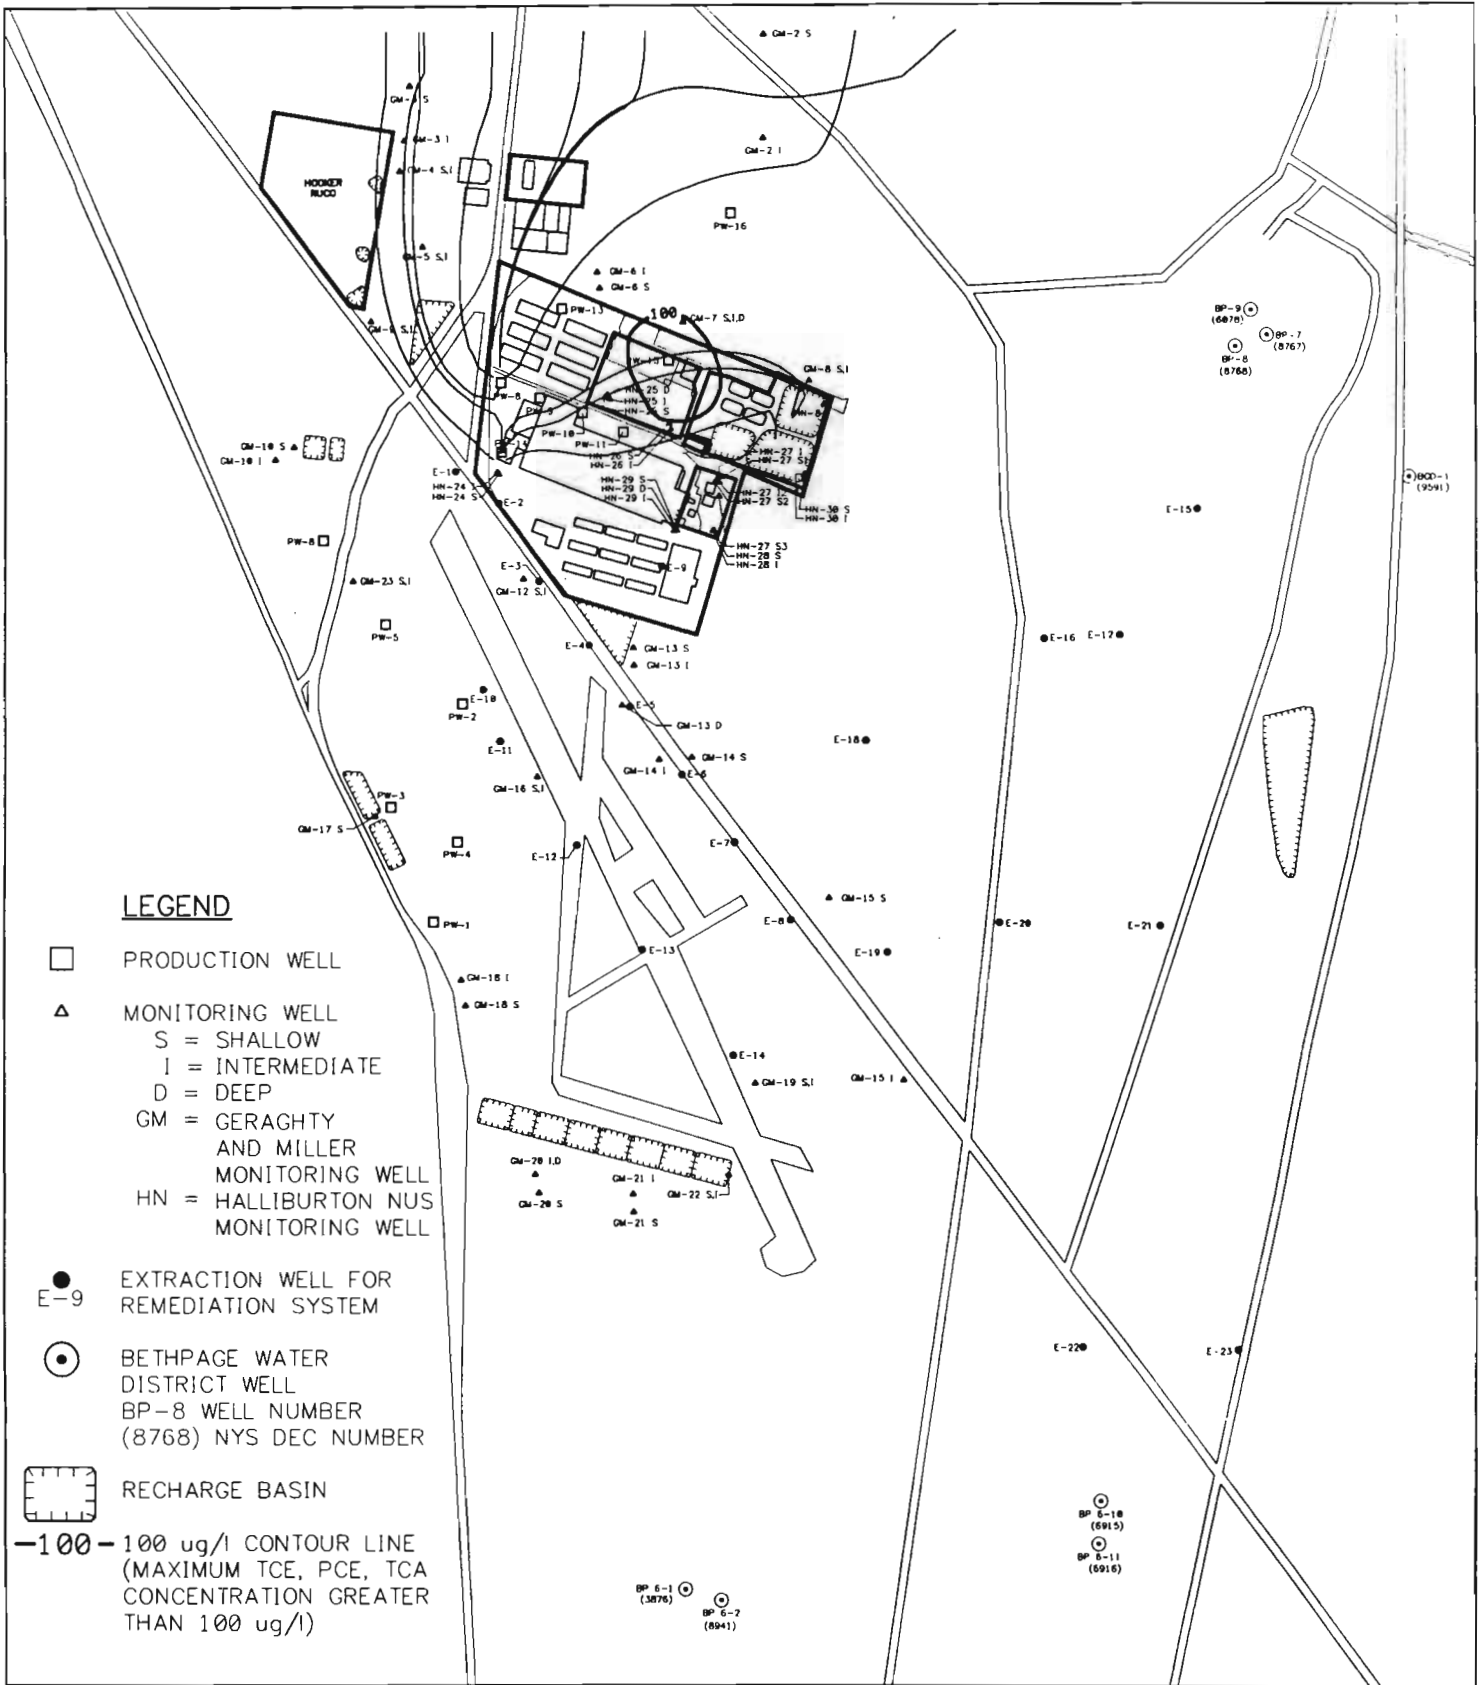 GM-2 S
GM-3 I
GM-2 I
GM-4 S,I
HOOKER
RUCO
PW-16
GM-5 S,I
GM-6 I
GM-6 S
PW-13
100
GM-7 S,I,D
BP-9
(6078)
BP-7
(8767)
BP-8
(8768)
GM-8 S,I
HN-25 D
HN-25 I
PW-10
PW-11
GM-10 S
GM-10 I
HN-26 S
HN-26 I
HN-27 I
E-1
HN-24 I
HN-24 S
E-2
HN-29 S
HN-29 D
HN-29 I
HN-27 S2
HN-30 S
HN-30 I
BGD-1
(9591)
E-15
PW-8
HN-27 S3
HN-28 S
HN-28 I
E-3
GM-12 S,I
E-9
GM-23 S,I
PW-5
E-4
GM-13 S
GM-13 I
E-16
E-17
E-10
PW-2
E-5
GM-13 D
E-11
E-18
GM-14 S
GM-14 I
E-6
GM-16 S,I
PW-3
GM-17 S
PW-4
E-12
E-7
GM-15 S
PW-1
E-8
E-20
E-21
E-13
E-19
GM-18 I
GM-18 S
E-14
GM-19 S,I
GM-15 I
GM-20 I,D
GM-20 S
GM-21 I
GM-21 S
GM-22 S,I
E-22
E-23
BP 6-10
(6915)
BP 6-11
(6916)
BP 6-1
(3876)
BP 6-2
(8941)
LEGEND
PRODUCTION WELL
MONITORING WELL
S = SHALLOW
I = INTERMEDIATE
D = DEEP
GM = GERAGHTY
AND MILLER
MONITORING WELL
HN = HALLIBURTON NUS
MONITORING WELL
E-9 EXTRACTION WELL FOR
REMEDIATION SYSTEM
BETHPAGE WATER
DISTRICT WELL
BP-8 WELL NUMBER
(8768) NYS DEC NUMBER
RECHARGE BASIN
-100- 100 ug/l CONTOUR LINE
(MAXIMUM TCE, PCE, TCA
CONCENTRATION GREATER
THAN 100 ug/l)